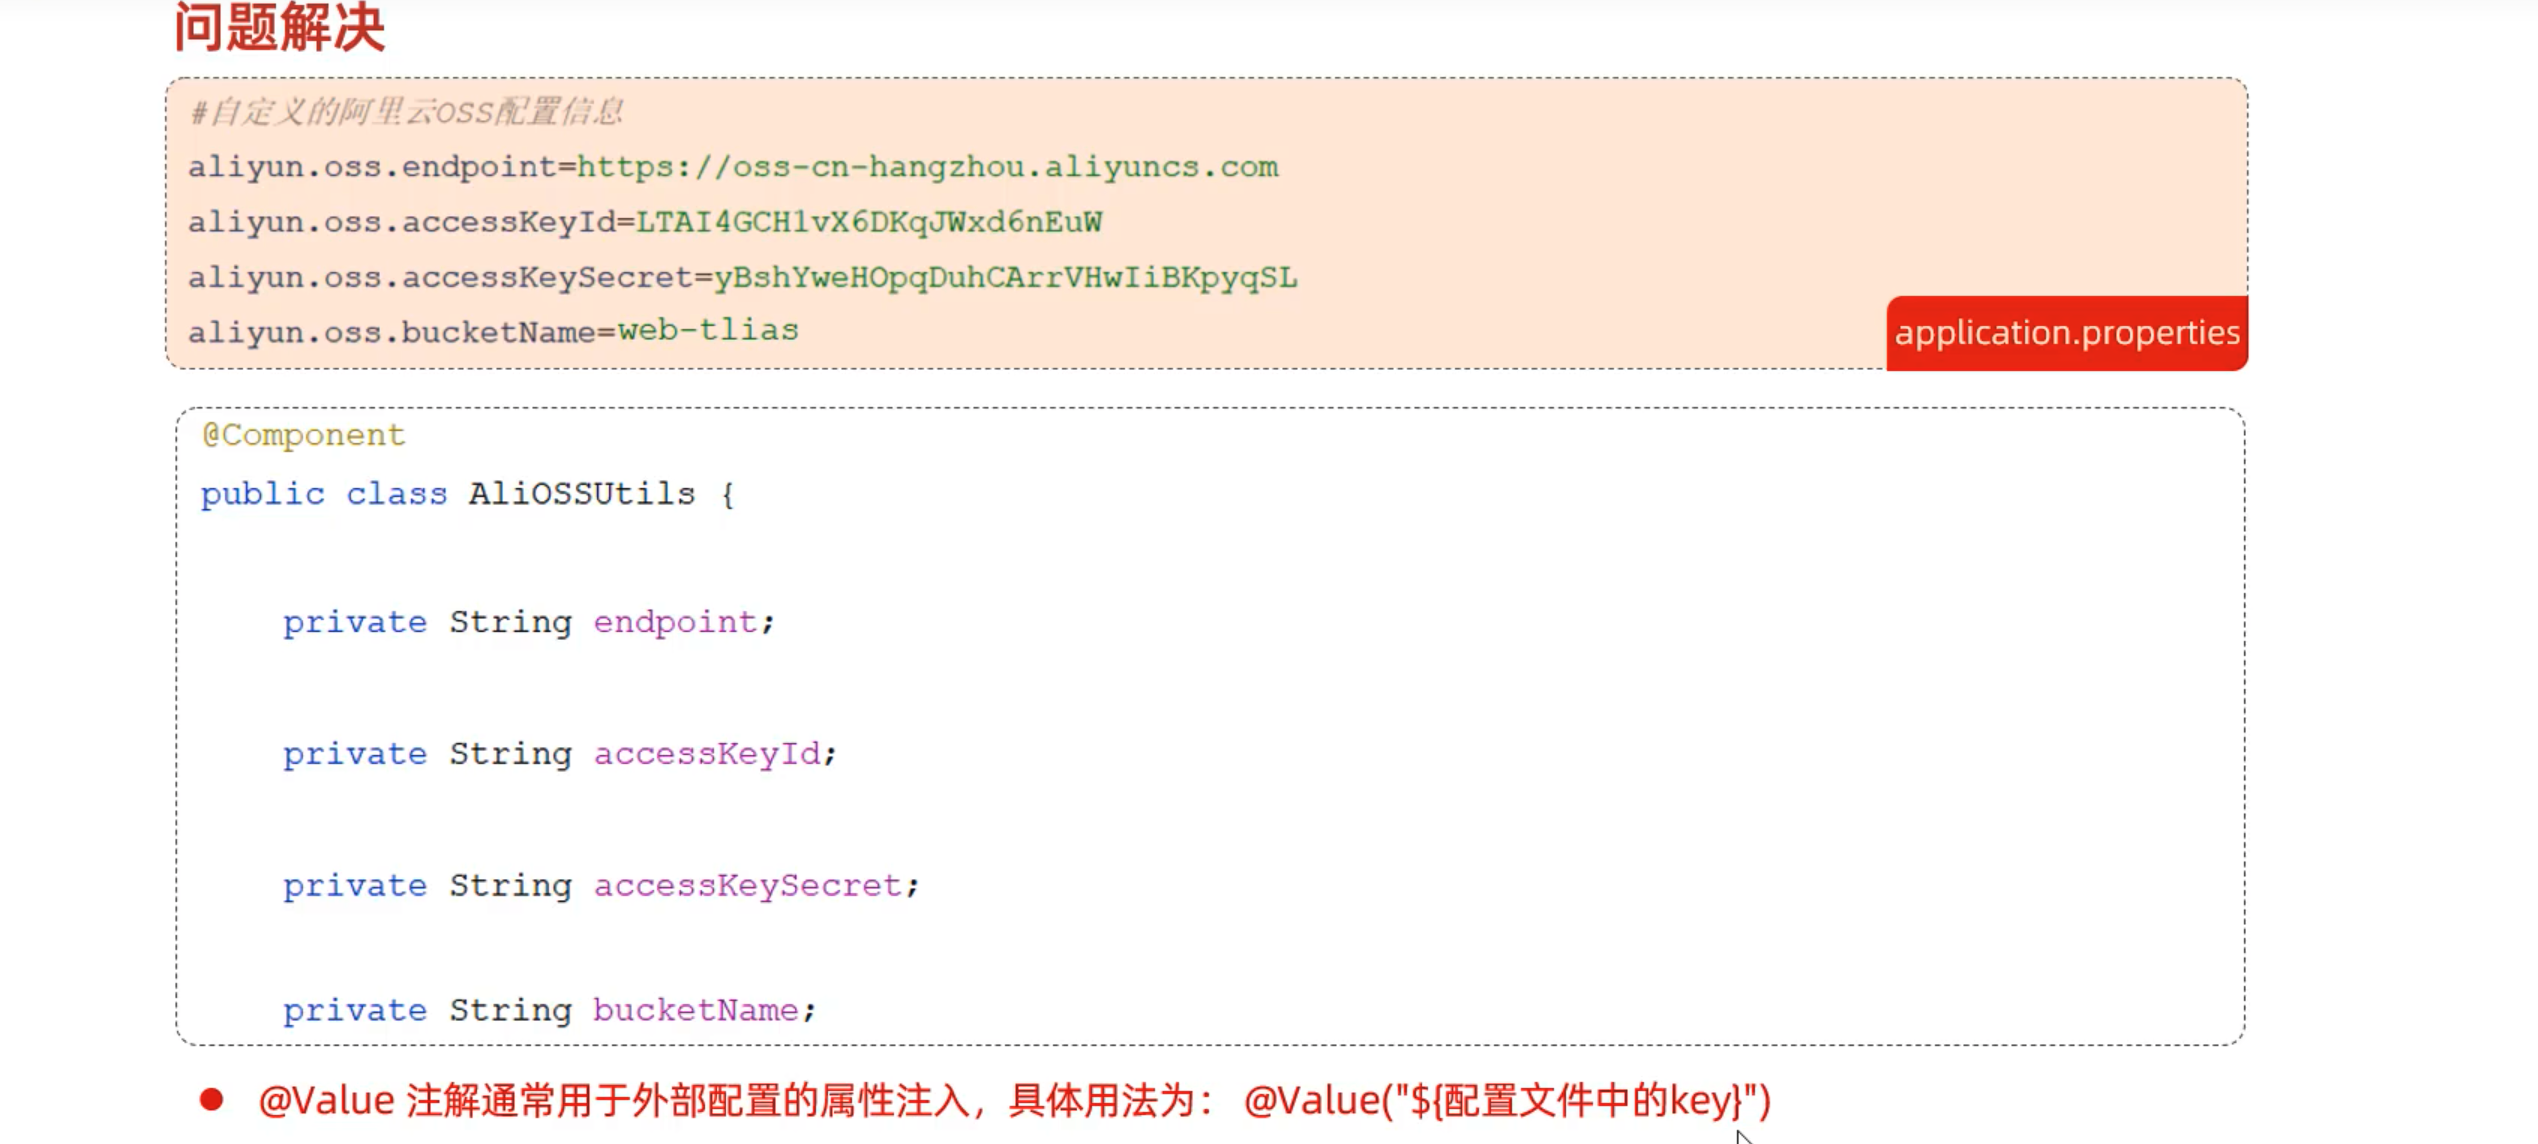 问题解决
#自定义的阿里云OSS配置信息
aliyun.oss.endpoint=https://oss-cn-hangzhou.aliyuncs.com
aliyun.oss.accessKeyId=LTAI4GCH1vX6DKqJWxd6nEuW
aliyun.oss.accessKeySecret=yBshYweHOpqDuhCArrVHwIiBKpyqSL
aliyun.oss.bucketName=web-tlias
application.properties
@Component
public class AliOSSUtils {
private String endpoint;
private String accessKeyId;
private String accessKeySecret;
private String bucketName;
● @Value 注解通常用于外部配置的属性注入，具体用法为： @Value("${配置文件中的key}")